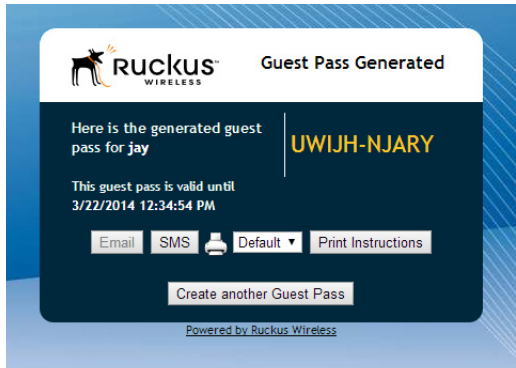 Ruckus™
WIRELESS
Guest Pass Generated
Here is the generated guest
pass for jay
UWIJH-NJARY
This guest pass is valid until
3/22/2014 12:34:54 PM
Email SMS Default Print Instructions
Create another Guest Pass
Powered by Ruckus Wireless